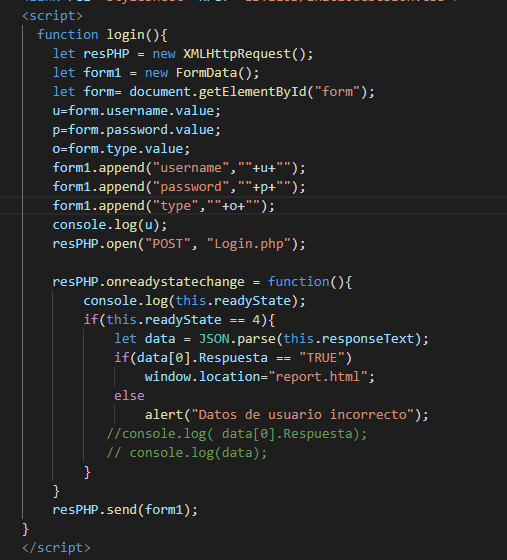 <script>
function login(){
let resPHP = new XMLHttpRequest();
let form1 = new FormData();
let form= document.getElementById("form");
u=form.username.value;
p=form.password.value;
o=form.type.value;
form1.append("username",""+u+"");
form1.append("password",""+p+"");
form1.append("type",""+o+"");
console.log(u);
resPHP.open("POST", "Login.php");
resPHP.onreadystatechange = function(){
console.log(this.readyState);
if(this.readyState == 4){
let data = JSON.parse(this.responseText);
if(data[0].Respuesta == "TRUE")
window.location="report.html";
else
alert("Datos de usuario incorrecto");
//console.log( data[0].Respuesta);
// console.log(data);
}
}
resPHP.send(form1);
}
</script>